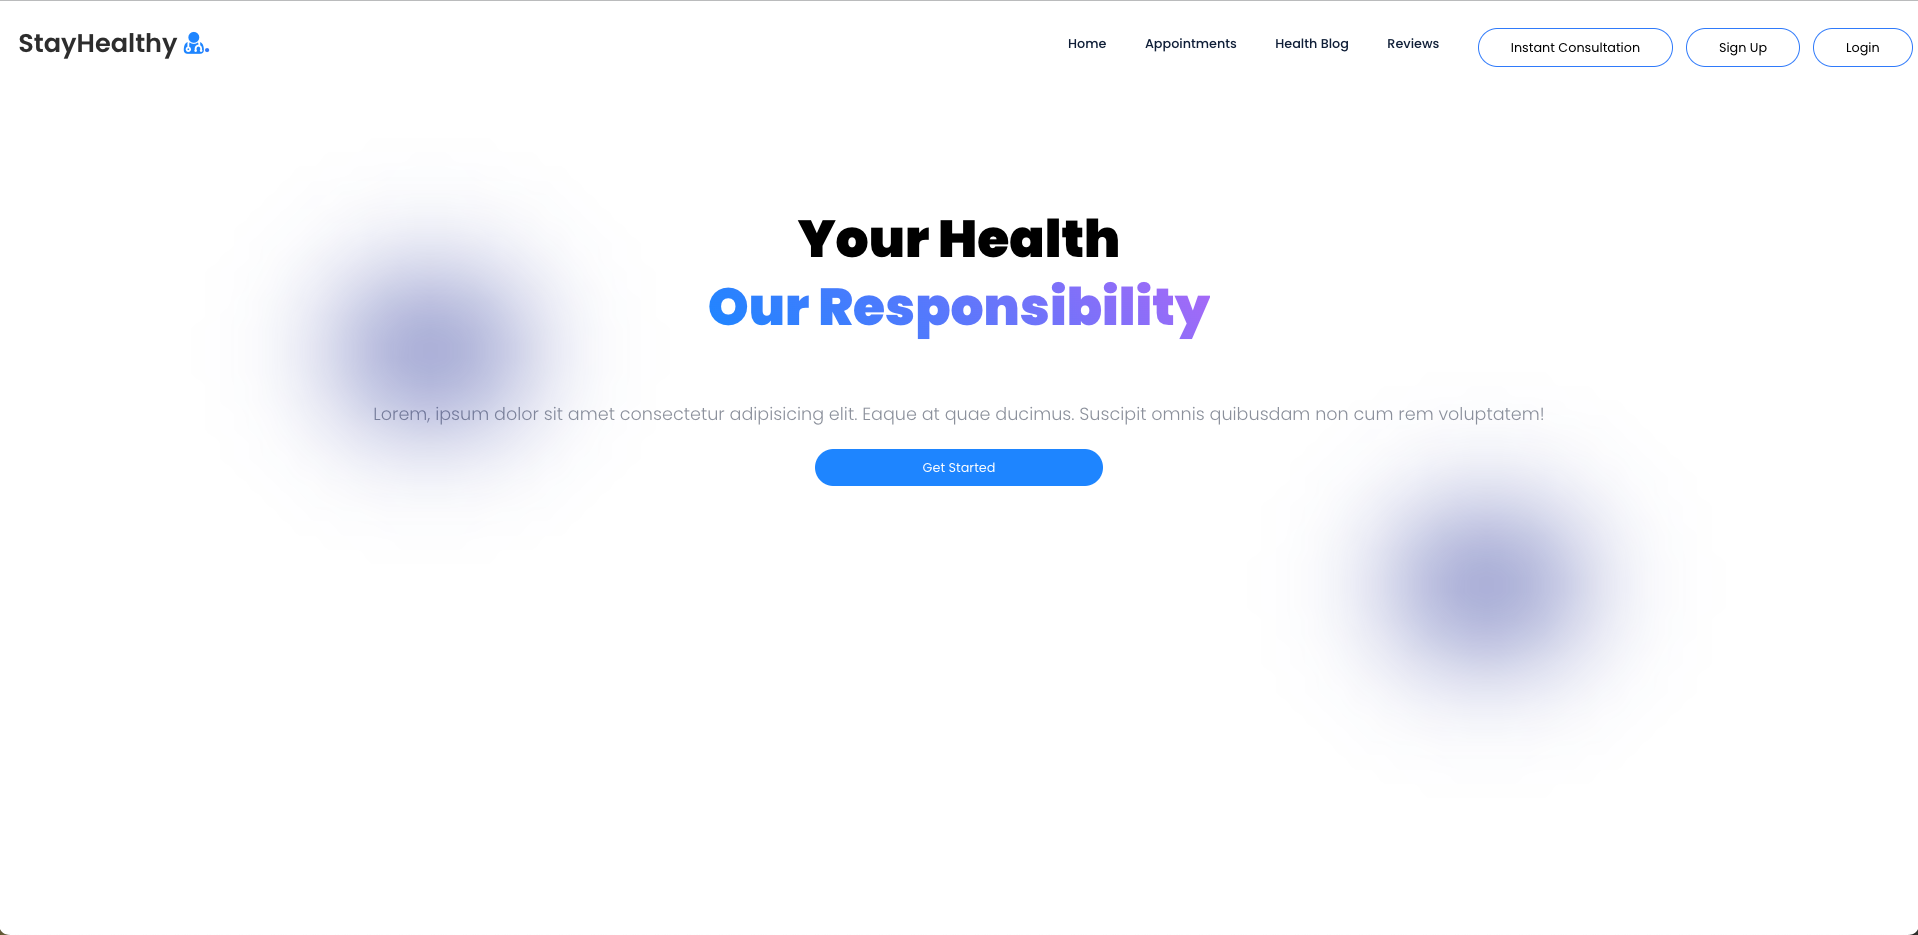 StayHealthy
Home Appointments Health Blog Reviews Instant Consultation Sign Up Login
Your Health
Our Responsibility
Lorem, ipsum dolor sit amet consectetur adipisicing elit. Eaque at quae ducimus. Suscipit omnis quibusdam non cum rem voluptatem!
Get Started